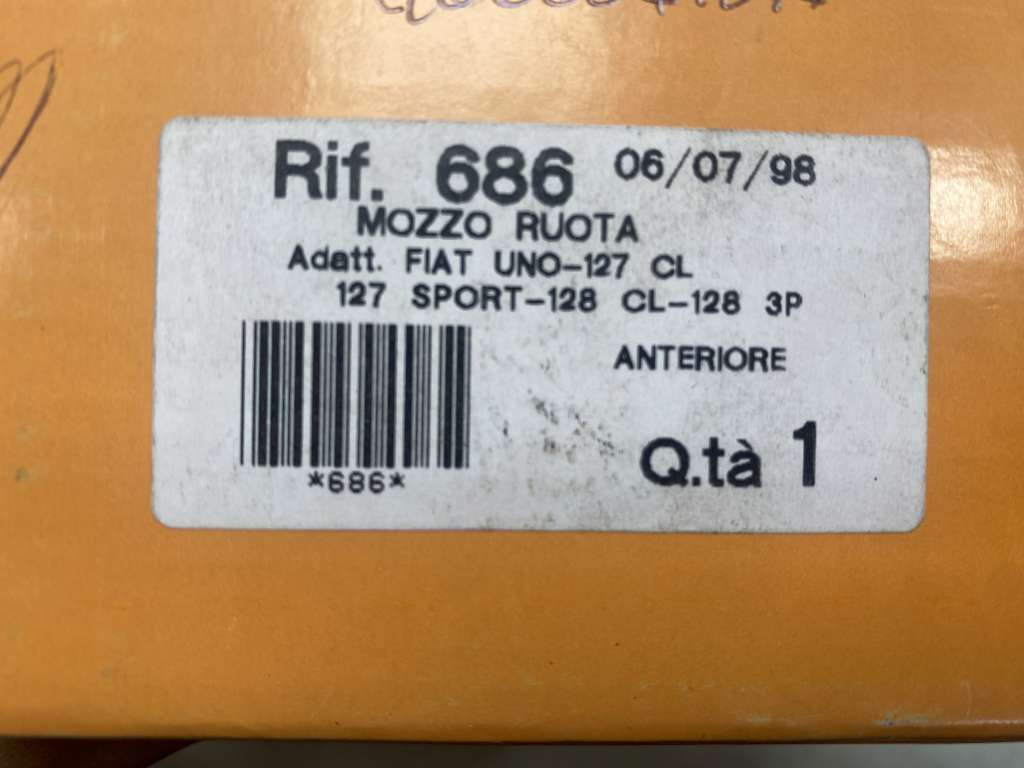 Rif. 686 06/07/98
MOZZO RUOTA
Adatt. FIAT UNO-127 CL
127 SPORT-128 CL-128 3P
ANTERIORE
*686*
Q.tà 1